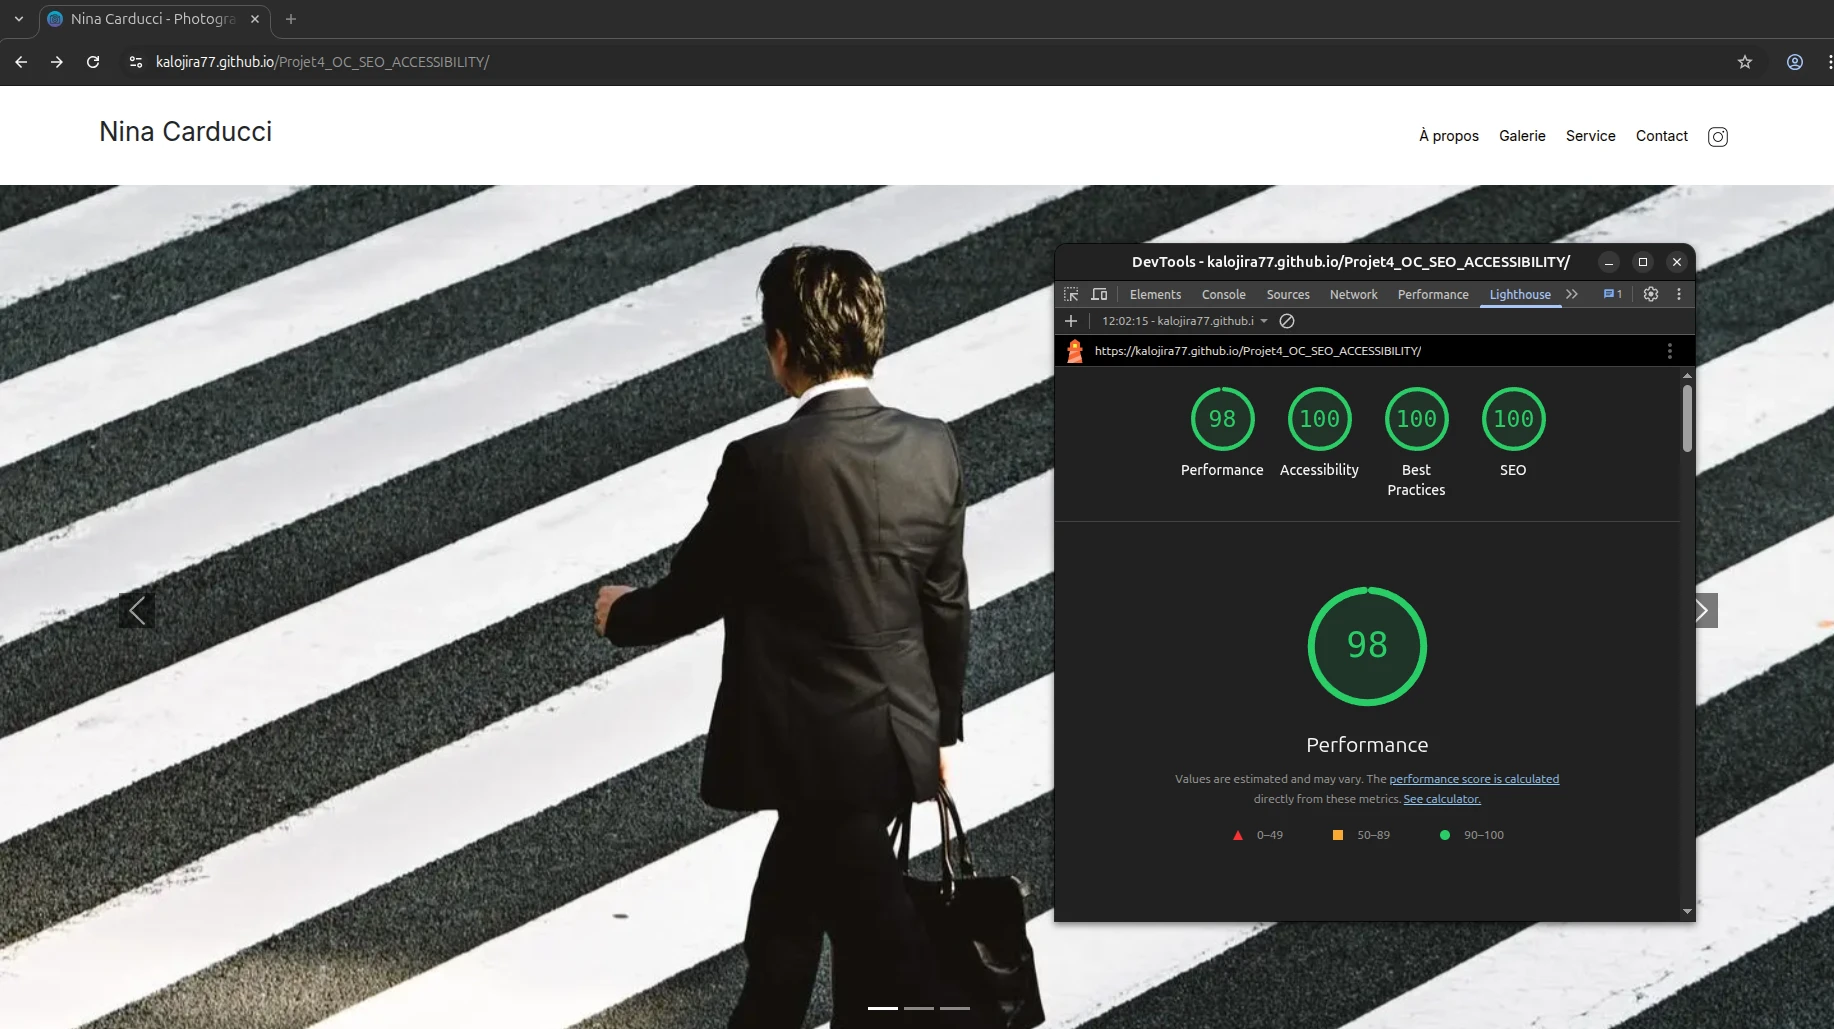 Nina Carducci - Photogra
kalojira77.github.io/Projet4_OC_SEO_ACCESSIBILITY/
Nina Carducci
À propos Galerie Service Contact
DevTools - kalojira77.github.io/Projet4_OC_SEO_ACCESSIBILITY/
Elements Console Sources Network Performance Lighthouse 1
12:02:15 - kalojira77.github.i
https://kalojira77.github.io/Projet4_OC_SEO_ACCESSIBILITY/
98 100 100 100
Performance Accessibility Best SEO
Practices
98
Performance
Values are estimated and may vary. The performance score is calculated
directly from these metrics. See calculator.
0–49 50–89 90–100